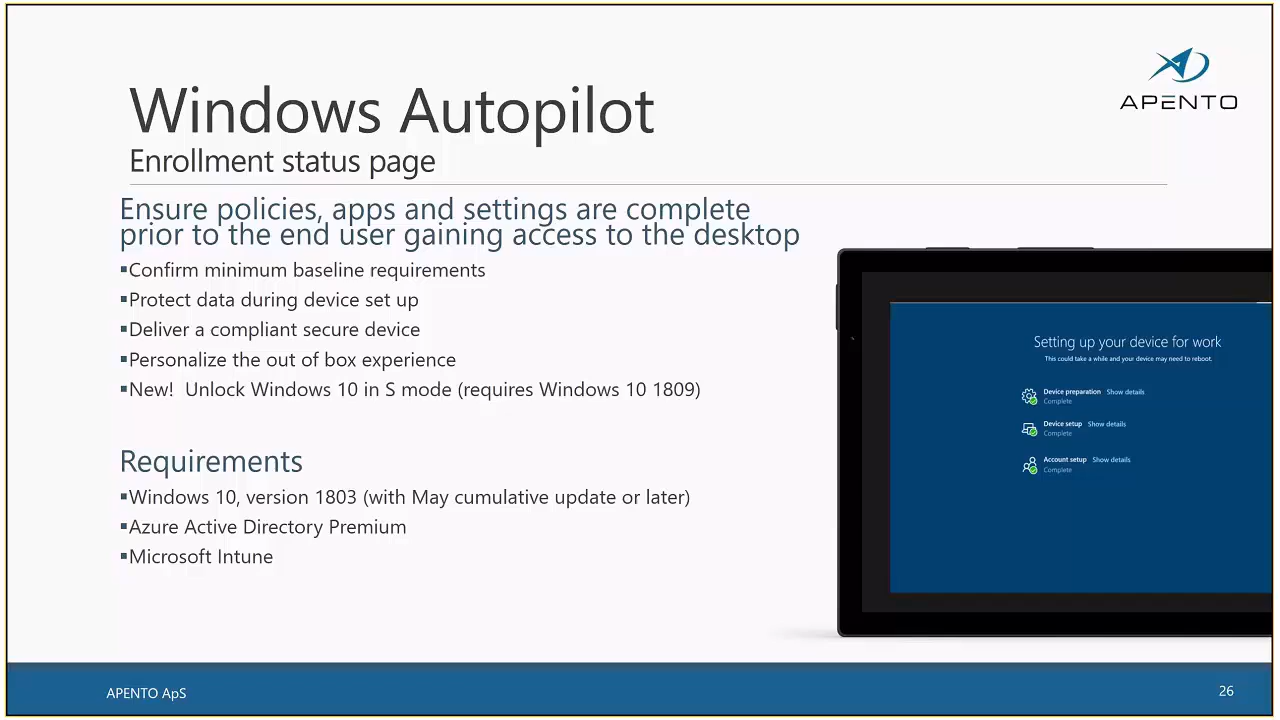 APENTO
Windows Autopilot
Enrollment status page
Ensure policies, apps and settings are complete
prior to the end user gaining access to the desktop
▪Confirm minimum baseline requirements
▪Protect data during device set up
▪Deliver a compliant secure device
▪Personalize the out of box experience
▪New!  Unlock Windows 10 in S mode (requires Windows 10 1809)
Requirements
▪Windows 10, version 1803 (with May cumulative update or later)
▪Azure Active Directory Premium
▪Microsoft Intune
Setting up your device for work
This could take a while and your device may need to reboot.
Device preparation Show details
Complete
Device setup Show details
Complete
Account setup Show details
Complete
APENTO ApS
26